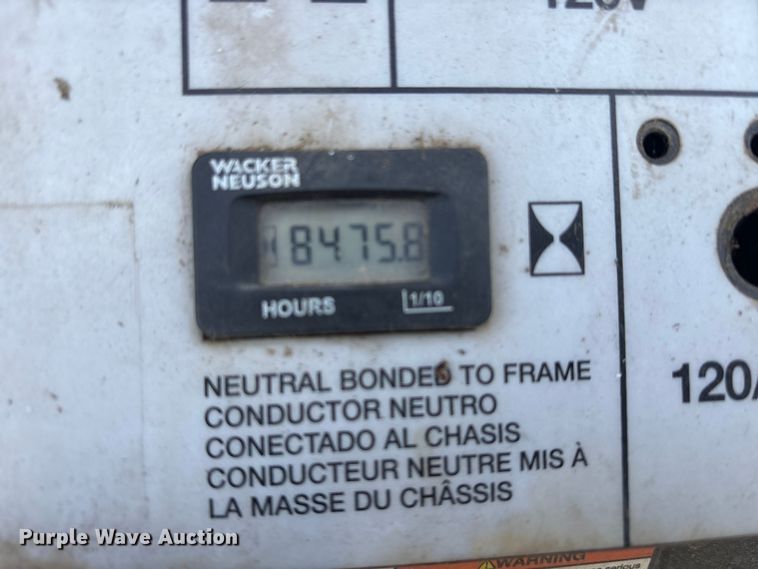 120V
WACKER
NEUSON
8475.8
HOURS
1/10
NEUTRAL BONDED TO FRAME
CONDUCTOR NEUTRO
CONECTADO AL CHASIS
CONDUCTEUR NEUTRE MIS À
LA MASSE DU CHÂSSIS
120/
WARNING
serious
Purple Wave Auction